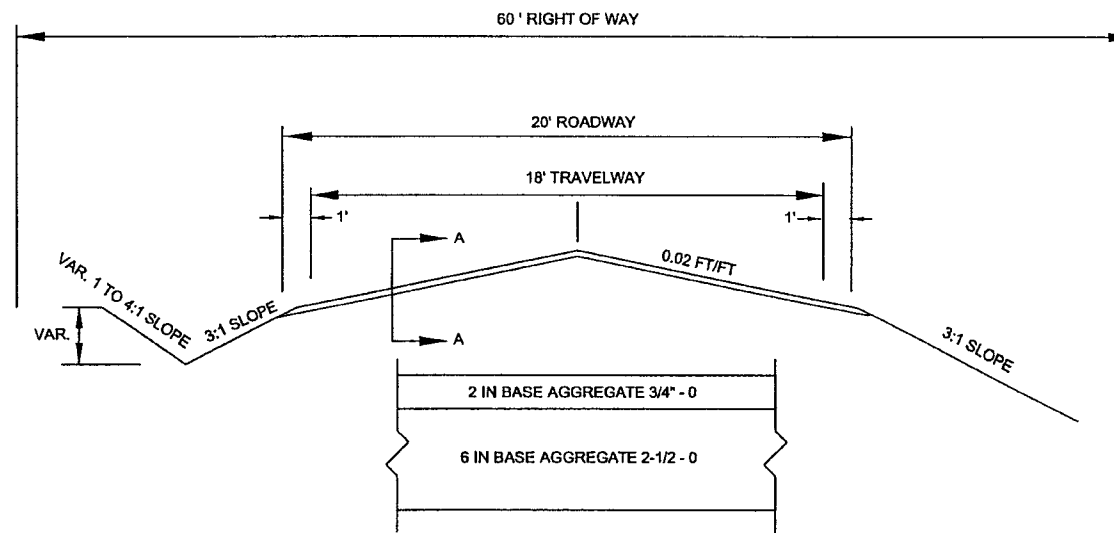 60 ' RIGHT OF WAY
20' ROADWAY
18' TRAVELWAY
1'
1'
A
0.02 FT/FT
VAR. 1 TO 4:1 SLOPE
3:1 SLOPE
VAR.
A
3:1 SLOPE
2 IN BASE AGGREGATE 3/4" - 0
6 IN BASE AGGREGATE 2-1/2 - 0